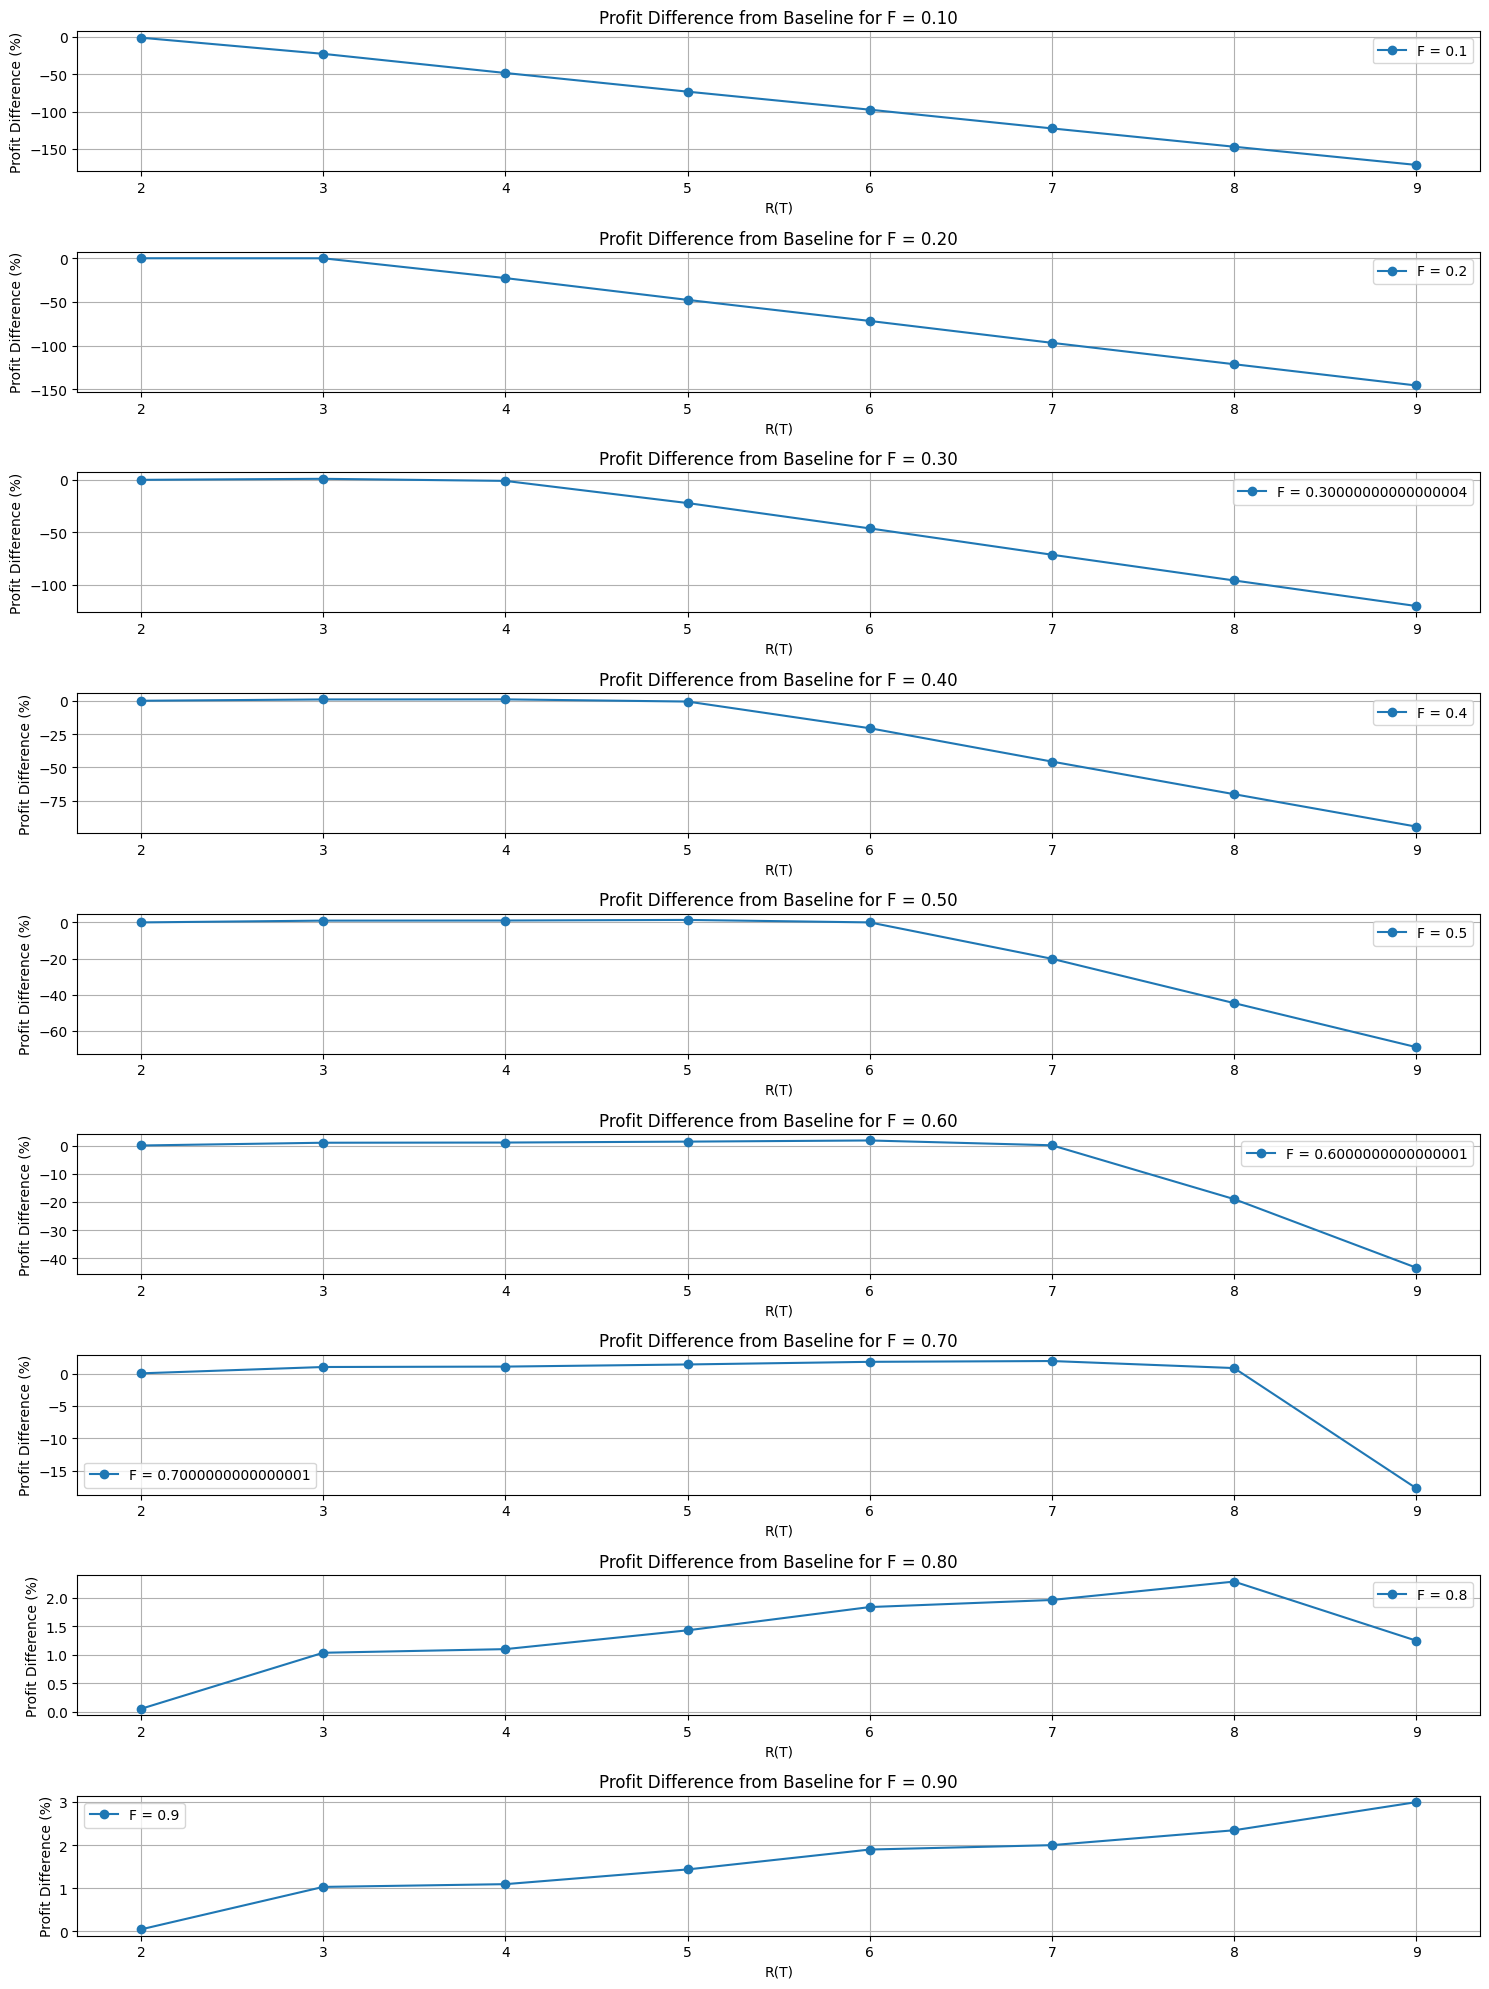 Profit Difference from Baseline for F = 0.10
Profit Difference (%)
0
−50
−100
−150
F = 0.1
2 3 4 5 6 7 8 9
R(T)
Profit Difference from Baseline for F = 0.20
Profit Difference (%)
0
−50
−100
−150
F = 0.2
2 3 4 5 6 7 8 9
R(T)
Profit Difference from Baseline for F = 0.30
Profit Difference (%)
0
−50
−100
F = 0.30000000000000004
2 3 4 5 6 7 8 9
R(T)
Profit Difference from Baseline for F = 0.40
Profit Difference (%)
0
−25
−50
−75
F = 0.4
2 3 4 5 6 7 8 9
R(T)
Profit Difference from Baseline for F = 0.50
Profit Difference (%)
0
−20
−40
−60
F = 0.5
2 3 4 5 6 7 8 9
R(T)
Profit Difference from Baseline for F = 0.60
Profit Difference (%)
0
−10
−20
−30
−40
F = 0.6000000000000001
2 3 4 5 6 7 8 9
R(T)
Profit Difference from Baseline for F = 0.70
Profit Difference (%)
0
−5
−10
−15
F = 0.7000000000000001
2 3 4 5 6 7 8 9
R(T)
Profit Difference from Baseline for F = 0.80
Profit Difference (%)
2.0
1.5
1.0
0.5
0.0
F = 0.8
2 3 4 5 6 7 8 9
R(T)
Profit Difference from Baseline for F = 0.90
Profit Difference (%)
3
2
1
0
F = 0.9
2 3 4 5 6 7 8 9
R(T)